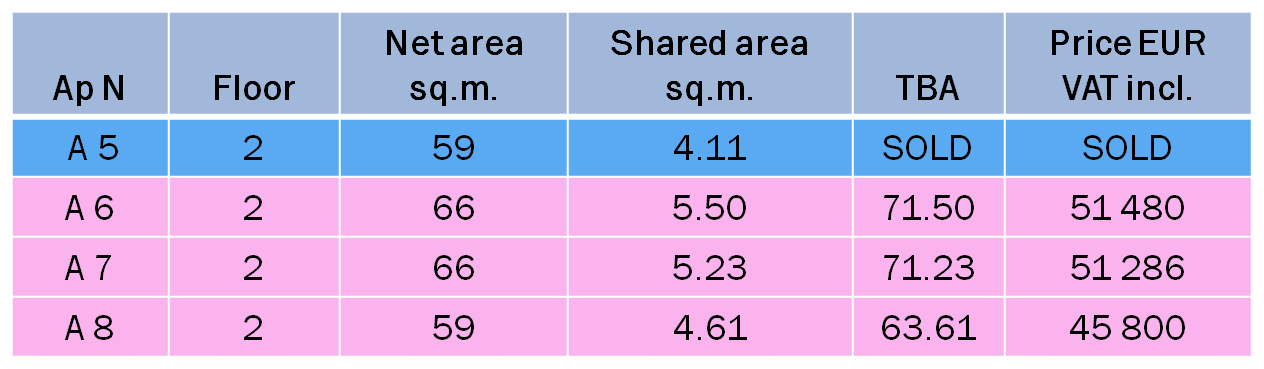 Ap N Floor Net area sq.m. Shared area sq.m. TBA Price EUR VAT incl.
A 5 2 59 4.11 SOLD SOLD
A 6 2 66 5.50 71.50 51 480
A 7 2 66 5.23 71.23 51 286
A 8 2 59 4.61 63.61 45 800